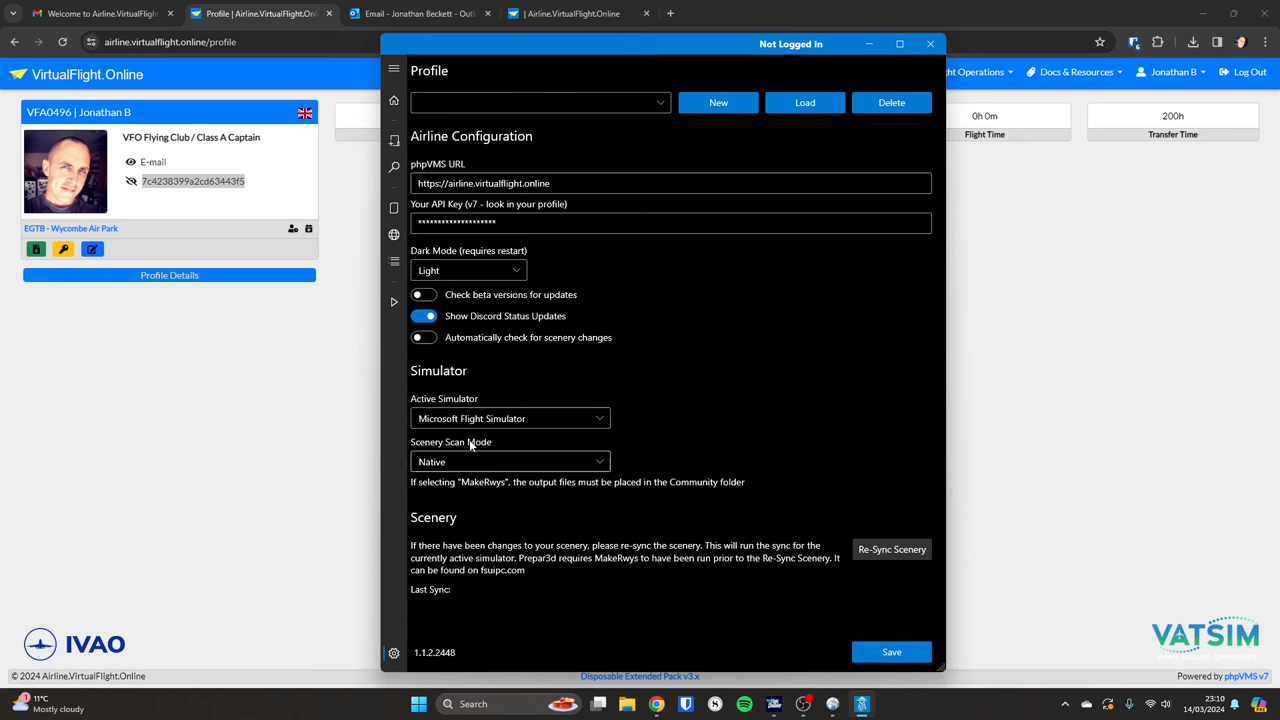 Welcome to VirtualFlight
Profile | Airline.VirtualFlight.O
Email - Jonathan Beckett - Out
| Airline.VirtualFlight.Online
airline.virtualflight.online/profile
VirtualFlight.Online
ht Operations
Docs & Resources
Jonathan B
Log Out
VFA0496 | Jonathan B
VFO Flying Club / Class A Captain
E-mail
7c4238399a2cd63443f5
EGTB - Wycombe Air Park
Profile Details
0h 0m
Flight Time
200h
Transfer Time
Not Logged In
Profile
New
Load
Delete
Airline Configuration
phpVMS URL
https://airline.virtualflight.online
Your API Key (v7 - look in your profile)
********************
Dark Mode (requires restart)
Light
Check beta versions for updates
Show Discord Status Updates
Automatically check for scenery changes
Simulator
Active Simulator
Microsoft Flight Simulator
Scenery Scan Mode
Native
If selecting "MakeRwys", the output files must be placed in the Community folder
Scenery
If there have been changes to your scenery, please re-sync the scenery. This will run the sync for the
currently active simulator. Prepar3d requires MakeRwys to have been run prior to the Re-Sync Scenery. It
can be found on fsuipc.com
Re-Sync Scenery
Last Sync:
1.1.2.2448
Save
IVAO
VATSIM
© 2024 Airline.VirtualFlight.Online
Disposable Extended Pack v3.x
Powered by phpVMS v7
11°C
Mostly cloudy
Search
23:10
14/03/2024